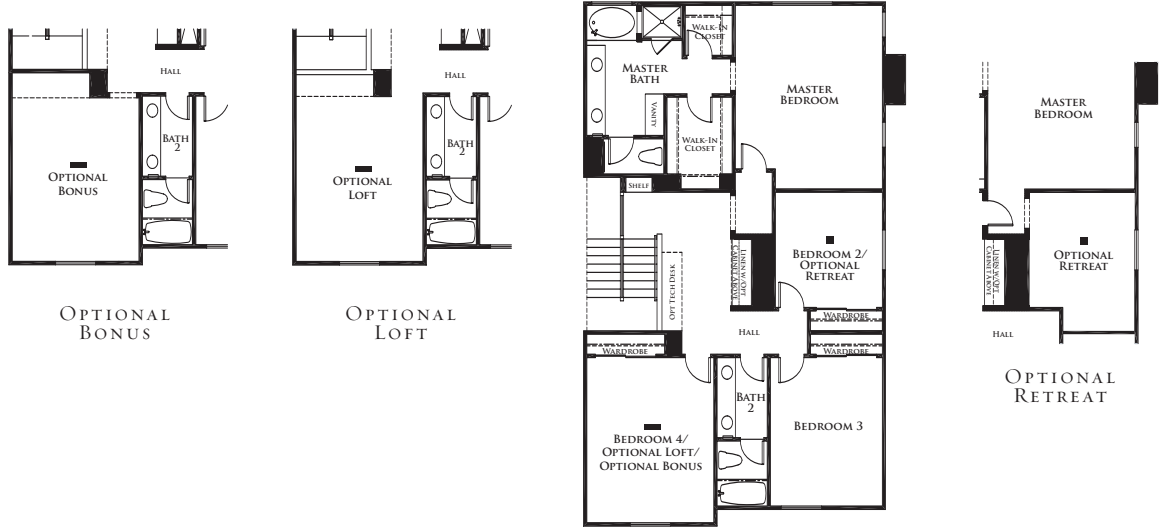 HALL
BATH
2
OPTIONAL
BONUS
OPTIONAL
BONUS
HALL
BATH
2
OPTIONAL
LOFT
OPTIONAL
LOFT
WALK-IN
CLOSET
MASTER
BATH
VANITY
WALK-IN
CLOSET
MASTER
BEDROOM
SHELF
OPT TECH DESK
LINEN W/OPT
CABINET ABOVE
BEDROOM 2/
OPTIONAL
RETREAT
WARDROBE
HALL
WARDROBE
WARDROBE
BATH
2
BEDROOM 3
BEDROOM 4/
OPTIONAL LOFT/
OPTIONAL BONUS
MASTER
BEDROOM
LINEN W/OPT
CABINET ABOVE
OPTIONAL
RETREAT
HALL
OPTIONAL
RETREAT